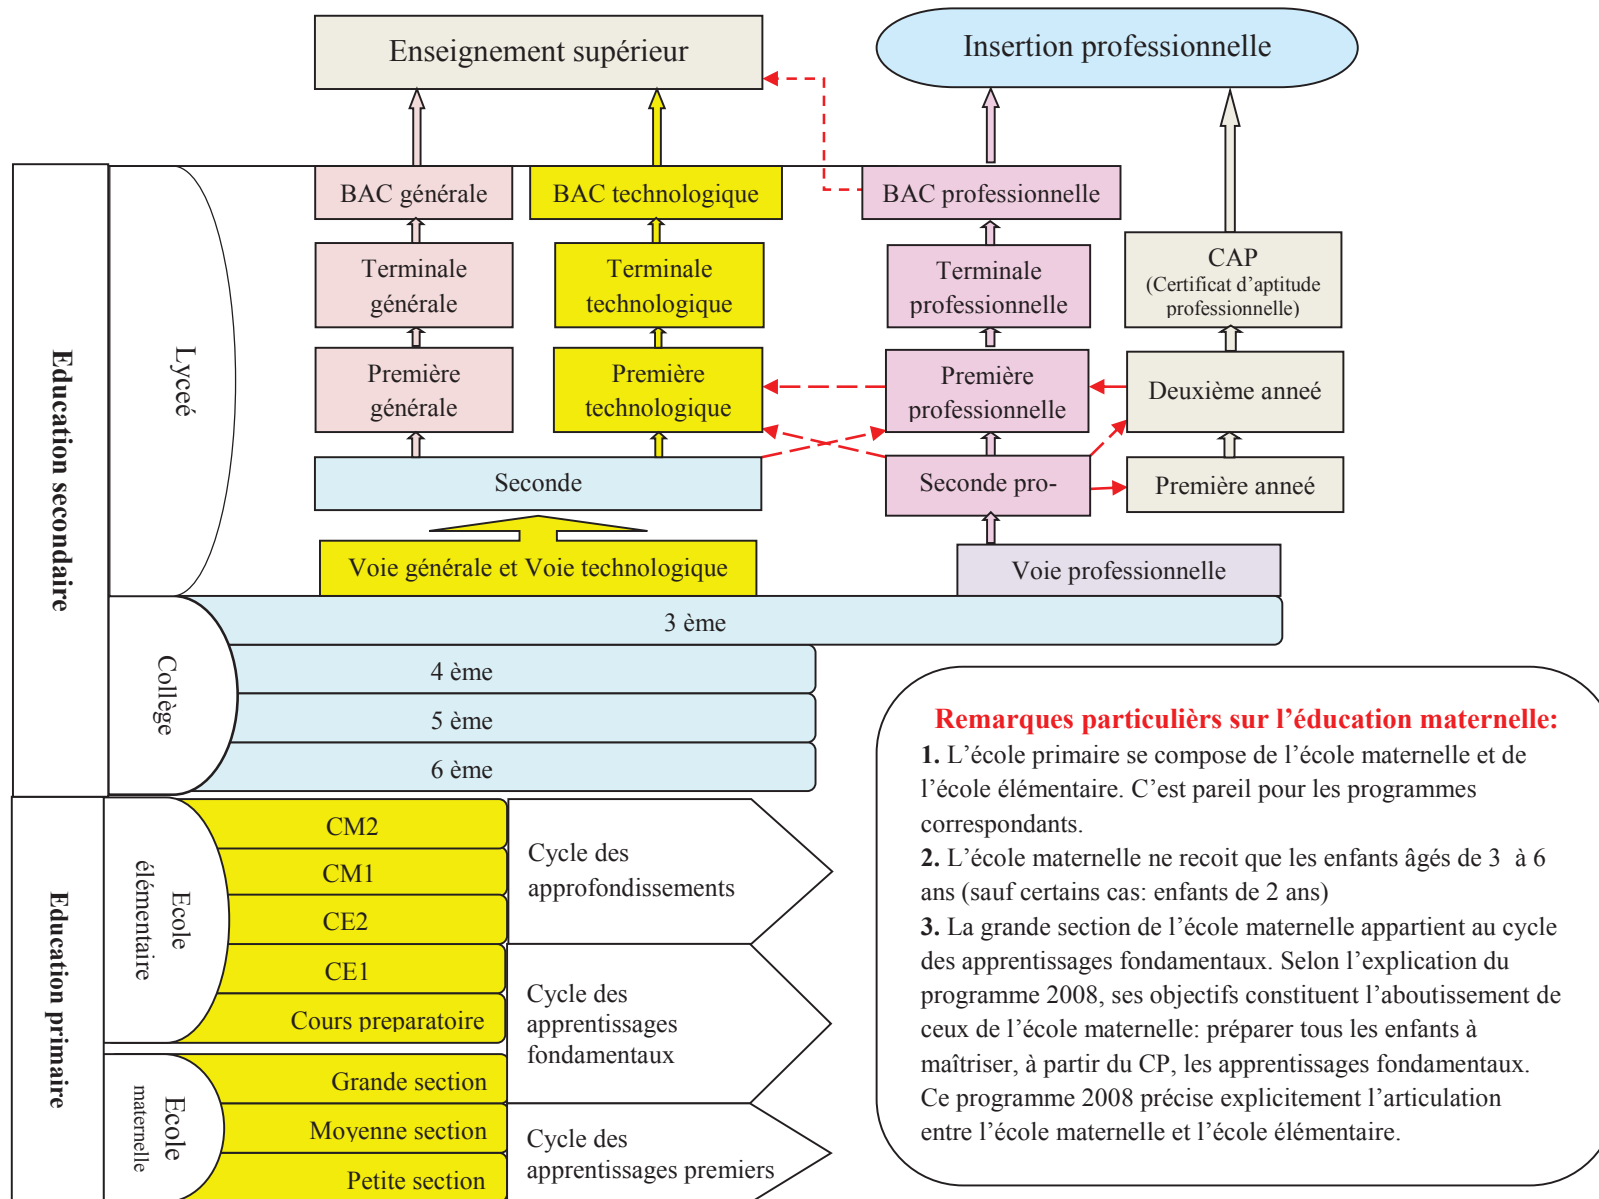 Enseignement supérieur
Insertion professionnelle
BAC générale
BAC technologique
BAC professionnelle
Terminale
générale
Terminale
technologique
Terminale
professionnelle
CAP
(Certificat d'aptitude
professionnelle)
Première
générale
Première
technologique
Première
professionnelle
Deuxième anneé
Seconde
Seconde pro-
Première anneé
Voie générale et Voie technologique
Voie professionnelle
Education secondaire
Lyceé
Collège
3 ème
4 ème
5 ème
6 ème
Education primaire
Ecole
élémentaire
CM2
CM1
CE2
CE1
Cours preparatoire
Ecole
maternelle
Grande section
Moyenne section
Petite section
Cycle des
approfondissements
Cycle des
apprentissages
fondamentaux
Cycle des
apprentissages premiers
Remarques particulièrs sur l'éducation maternelle:
1. L'école primaire se compose de l'école maternelle et de
l'école élémentaire. C'est pareil pour les programmes
correspondants.
2. L'école maternelle ne recoit que les enfants âgés de 3 à 6
ans (sauf certains cas: enfants de 2 ans)
3. La grande section de l'école maternelle appartient au cycle
des apprentissages fondamentaux. Selon l'explication du
programme 2008, ses objectifs constituent l'aboutissement de
ceux de l'école maternelle: préparer tous les enfants à
maîtriser, à partir du CP, les apprentissages fondamentaux.
Ce programme 2008 précise explicitement l'articulation
entre l'école maternelle et l'école élémentaire.